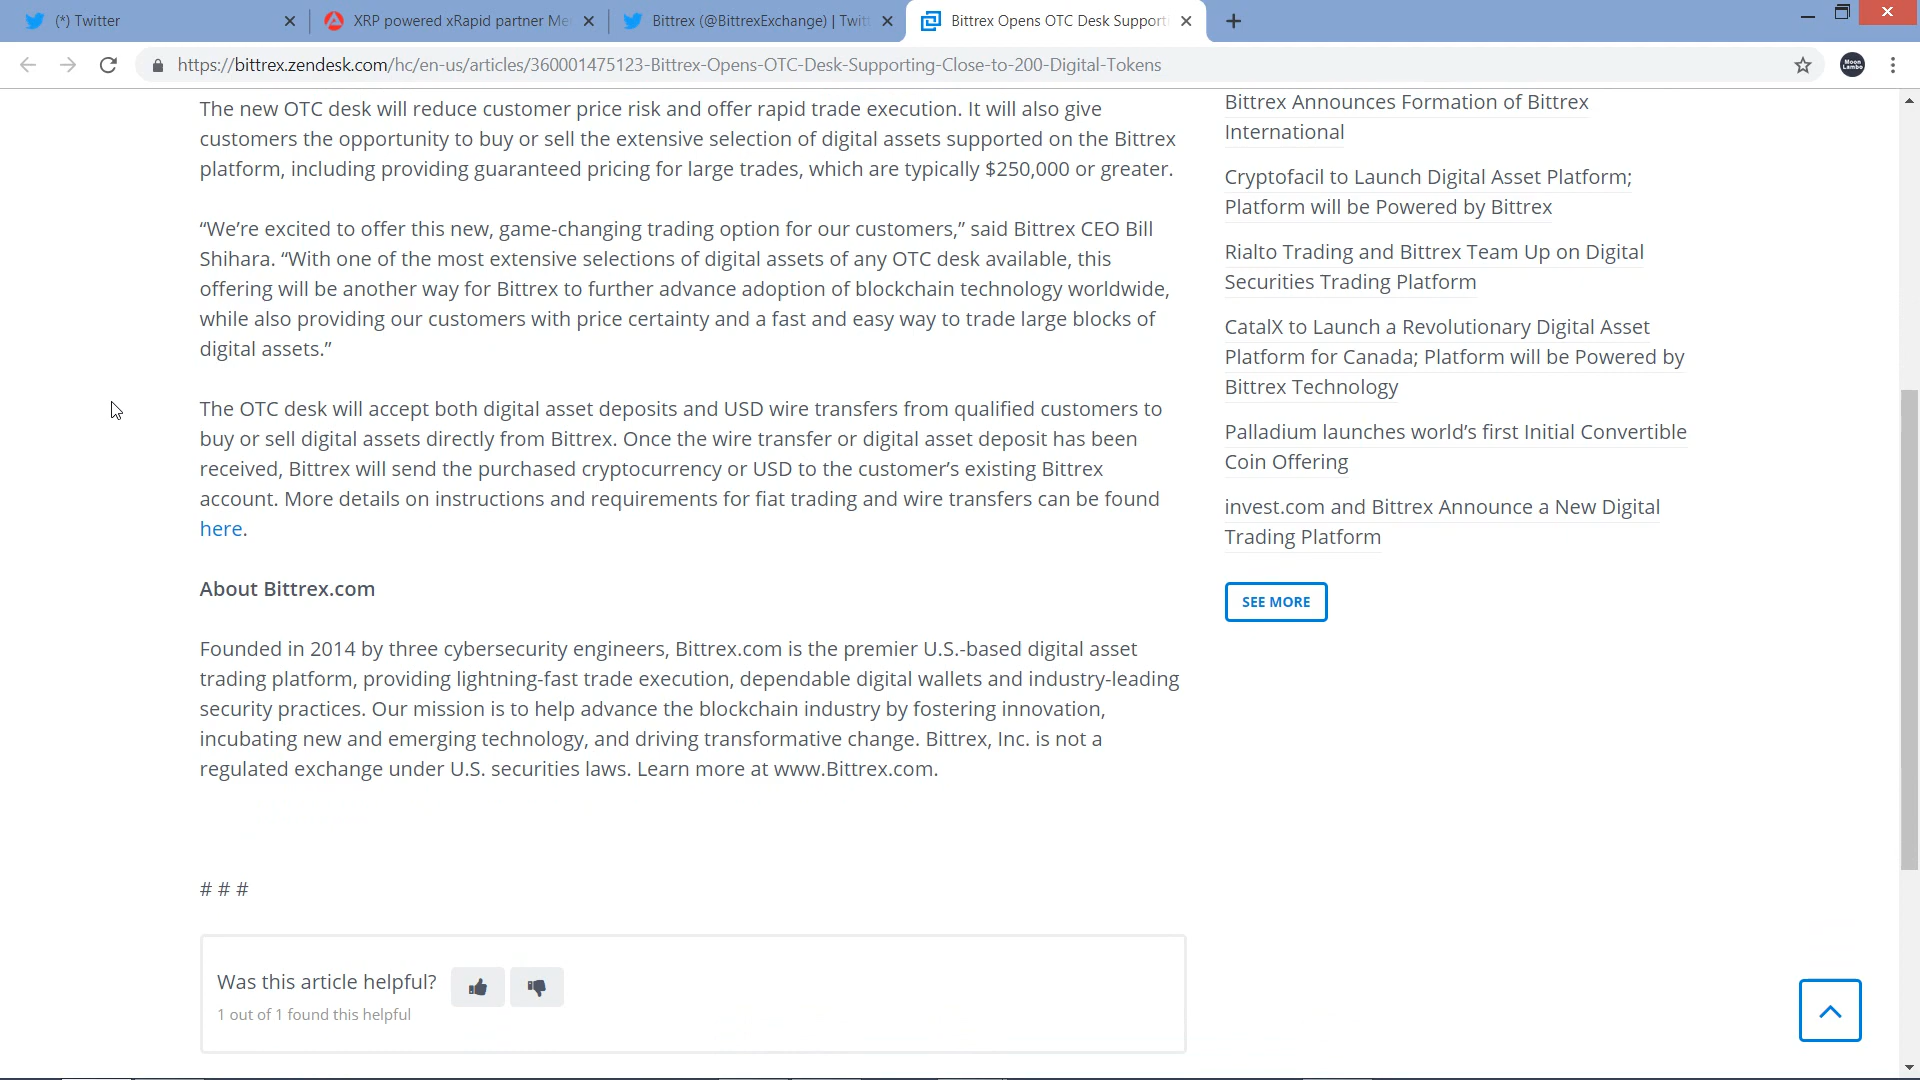 (*) Twitter
XRP powered xRapid partner Me
Bittrex (@BittrexExchange) | Twit
Bittrex Opens OTC Desk Supporti
https://bittrex.zendesk.com/hc/en-us/articles/360001475123-Bittrex-Opens-OTC-Desk-Supporting-Close-to-200-Digital-Tokens
Moon
Lambo
The new OTC desk will reduce customer price risk and offer rapid trade execution. It will also give
customers the opportunity to buy or sell the extensive selection of digital assets supported on the Bittrex
platform, including providing guaranteed pricing for large trades, which are typically $250,000 or greater.
“We’re excited to offer this new, game-changing trading option for our customers,” said Bittrex CEO Bill
Shihara. “With one of the most extensive selections of digital assets of any OTC desk available, this
offering will be another way for Bittrex to further advance adoption of blockchain technology worldwide,
while also providing our customers with price certainty and a fast and easy way to trade large blocks of
digital assets.”
The OTC desk will accept both digital asset deposits and USD wire transfers from qualified customers to
buy or sell digital assets directly from Bittrex. Once the wire transfer or digital asset deposit has been
received, Bittrex will send the purchased cryptocurrency or USD to the customer’s existing Bittrex
account. More details on instructions and requirements for fiat trading and wire transfers can be found
here.
About Bittrex.com
Founded in 2014 by three cybersecurity engineers, Bittrex.com is the premier U.S.-based digital asset
trading platform, providing lightning-fast trade execution, dependable digital wallets and industry-leading
security practices. Our mission is to help advance the blockchain industry by fostering innovation,
incubating new and emerging technology, and driving transformative change. Bittrex, Inc. is not a
regulated exchange under U.S. securities laws. Learn more at www.Bittrex.com.
# # #
Was this article helpful?
1 out of 1 found this helpful
Bittrex Announces Formation of Bittrex
International
Cryptofacil to Launch Digital Asset Platform;
Platform will be Powered by Bittrex
Rialto Trading and Bittrex Team Up on Digital
Securities Trading Platform
CatalX to Launch a Revolutionary Digital Asset
Platform for Canada; Platform will be Powered by
Bittrex Technology
Palladium launches world’s first Initial Convertible
Coin Offering
invest.com and Bittrex Announce a New Digital
Trading Platform
SEE MORE